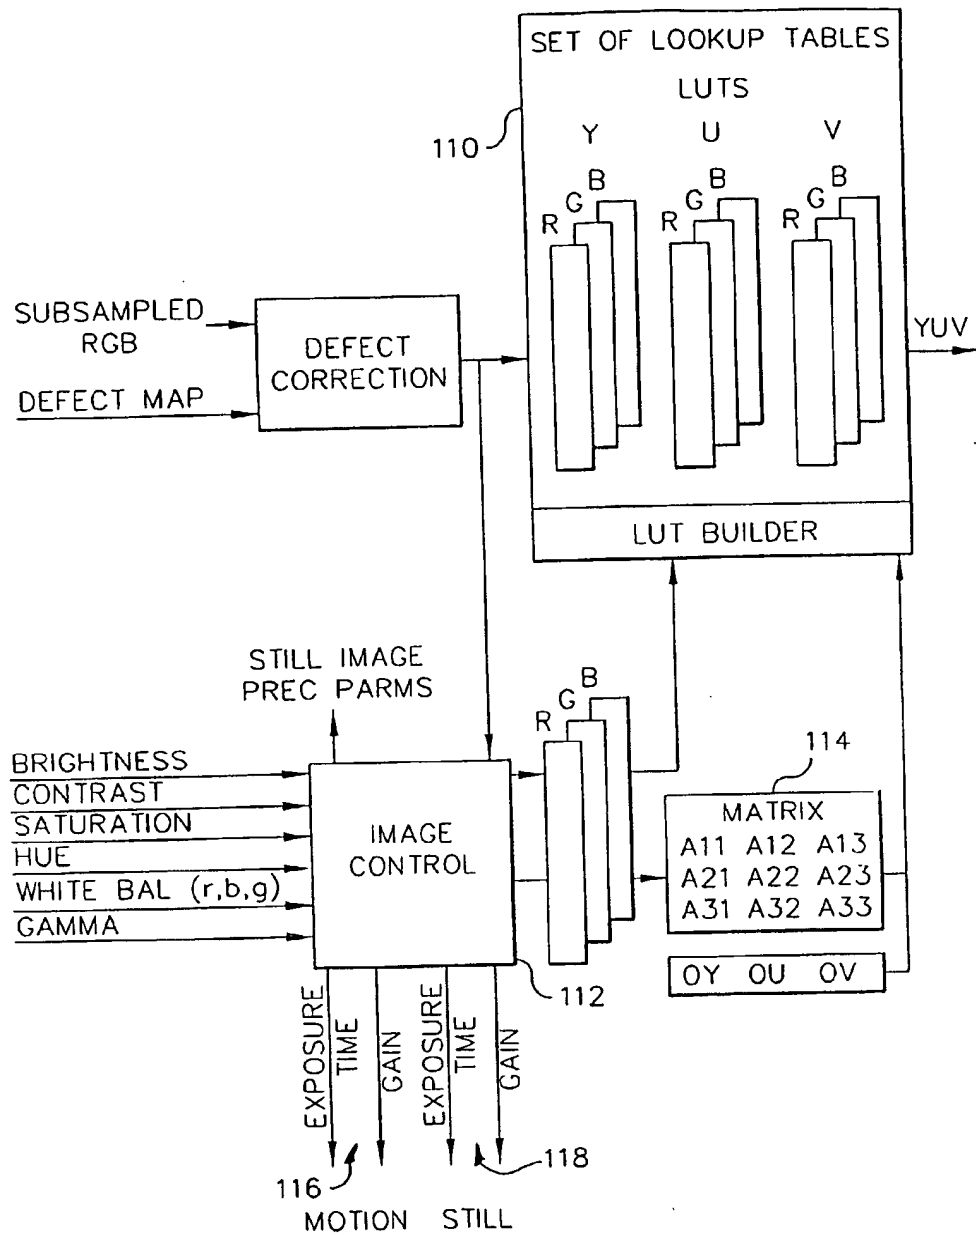 SET OF LOOKUP TABLES
LUTS
110
Y U V
R G B R G B R G B
SUBSAMPLED
RGB
DEFECT MAP
DEFECT
CORRECTION
YUV
LUT BUILDER
STILL IMAGE
PREC PARMS
R G B
BRIGHTNESS
CONTRAST
SATURATION
HUE
WHITE BAL (r,b,g)
GAMMA
IMAGE
CONTROL
114
MATRIX
A11 A12 A13
A21 A22 A23
A31 A32 A33
OY OU OV
112
EXPOSURE
TIME
GAIN
EXPOSURE
TIME
GAIN
116
118
MOTION STILL